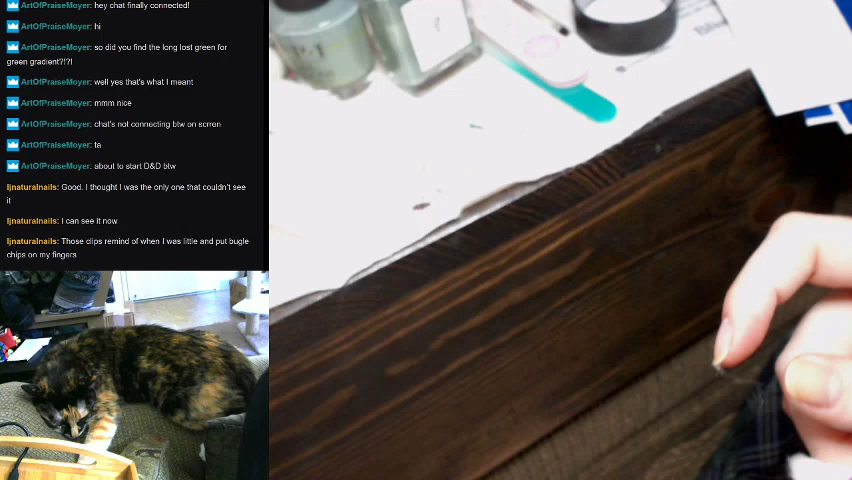 ArtOfPraiseMoyer: hey chat finally connected!
ArtOfPraiseMoyer: hi
ArtOfPraiseMoyer: so did you find the long lost green for
green gradient?!?!
ArtOfPraiseMoyer: well yes that's what I meant
ArtOfPraiseMoyer: mmm nice
ArtOfPraiseMoyer: chat's not connecting btw on scrren
ArtOfPraiseMoyer: ta
ArtOfPraiseMoyer: about to start D&D btw
ljnaturalnails: Good. I thought I was the only one that couldn't see
it
ljnaturalnails: I can see it now
ljnaturalnails: Those clips remind of when I was little and put bugle
chips on my fingers